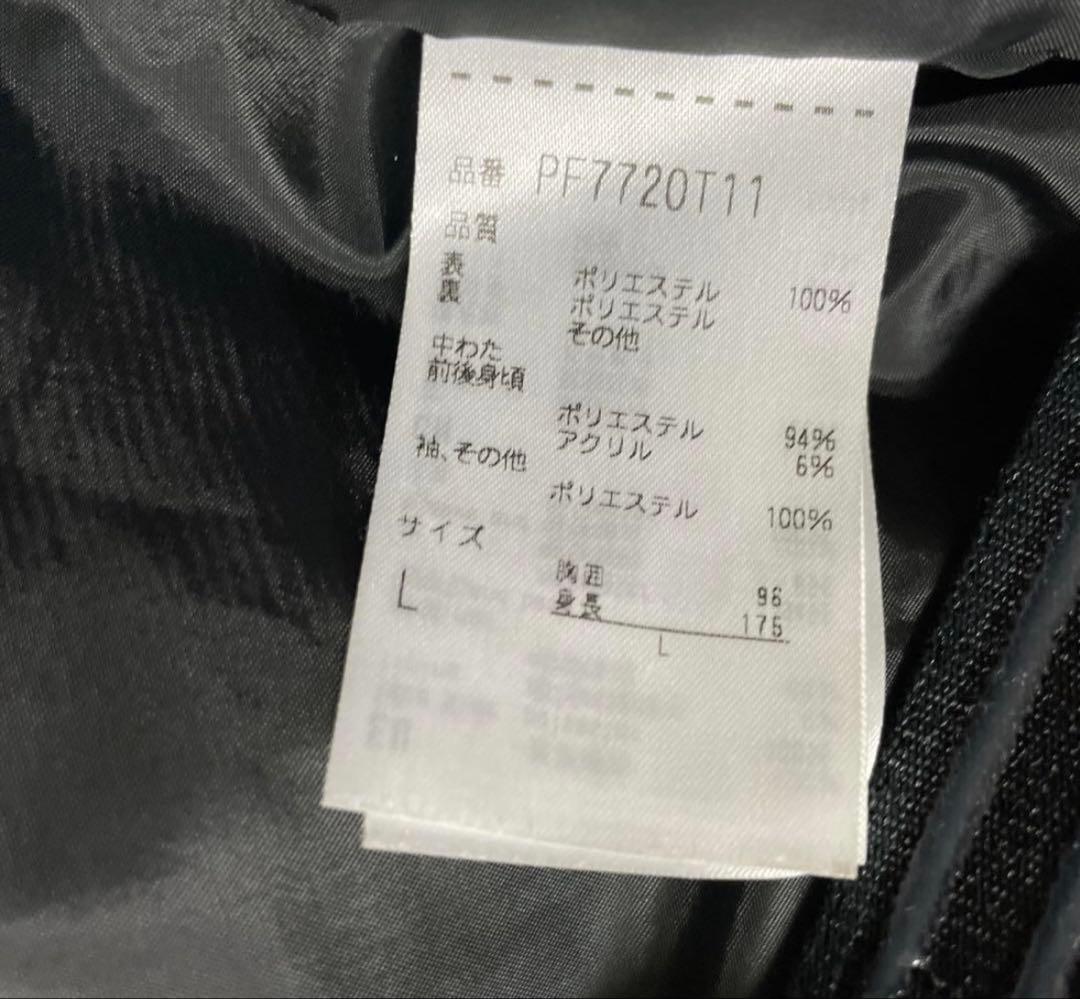 品番 PF7720T11
品質
表 ポリエステル 100%
裏 ポリエステル
その他
中わた
前後身頃
ポリエステル 94%
アクリル 6%
袖、その他
ポリエステル 100%
サイズ
L 胸囲 96
身長 175
L